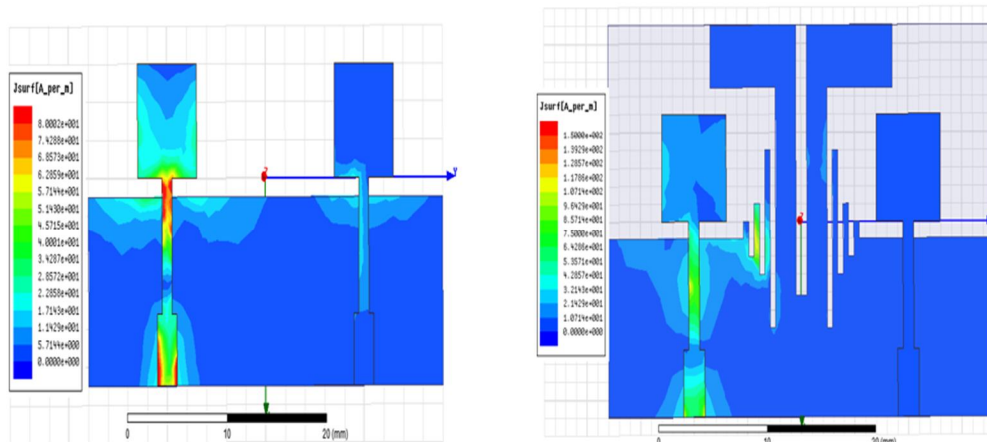 Jsurf[A_per_m]
8.0002e+001
7.4288e+001
6.8573e+001
6.2859e+001
5.7144e+001
5.1430e+001
4.5715e+001
4.0001e+001
3.4287e+001
2.8572e+001
2.2858e+001
1.7143e+001
1.1429e+001
5.7144e+000
0.0000e+000
Y
0
10
20 (mm)
Jsurf[A_per_m]
1.5000e+002
1.3929e+002
1.2857e+002
1.1786e+002
1.0714e+002
9.6429e+001
8.5714e+001
7.5000e+001
6.4286e+001
5.3571e+001
4.2857e+001
3.2143e+001
2.1429e+001
1.0714e+001
0.0000e+000
0
10
20 (mm)